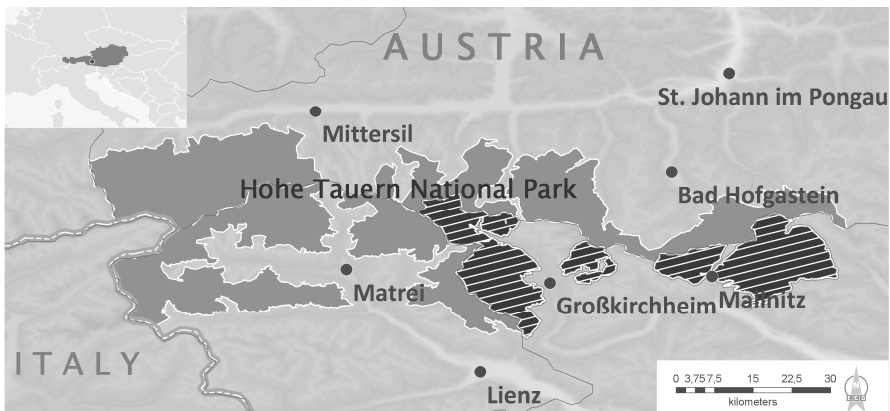 AUSTRIA
St. Johann im Pongau
Mittersil
Hohe Tauern National Park
Bad Hofgastein
Matrei
Großkirchheim
Mallnitz
ITALY
Lienz
0 3,75 7,5 15 22,5 30
kilometers